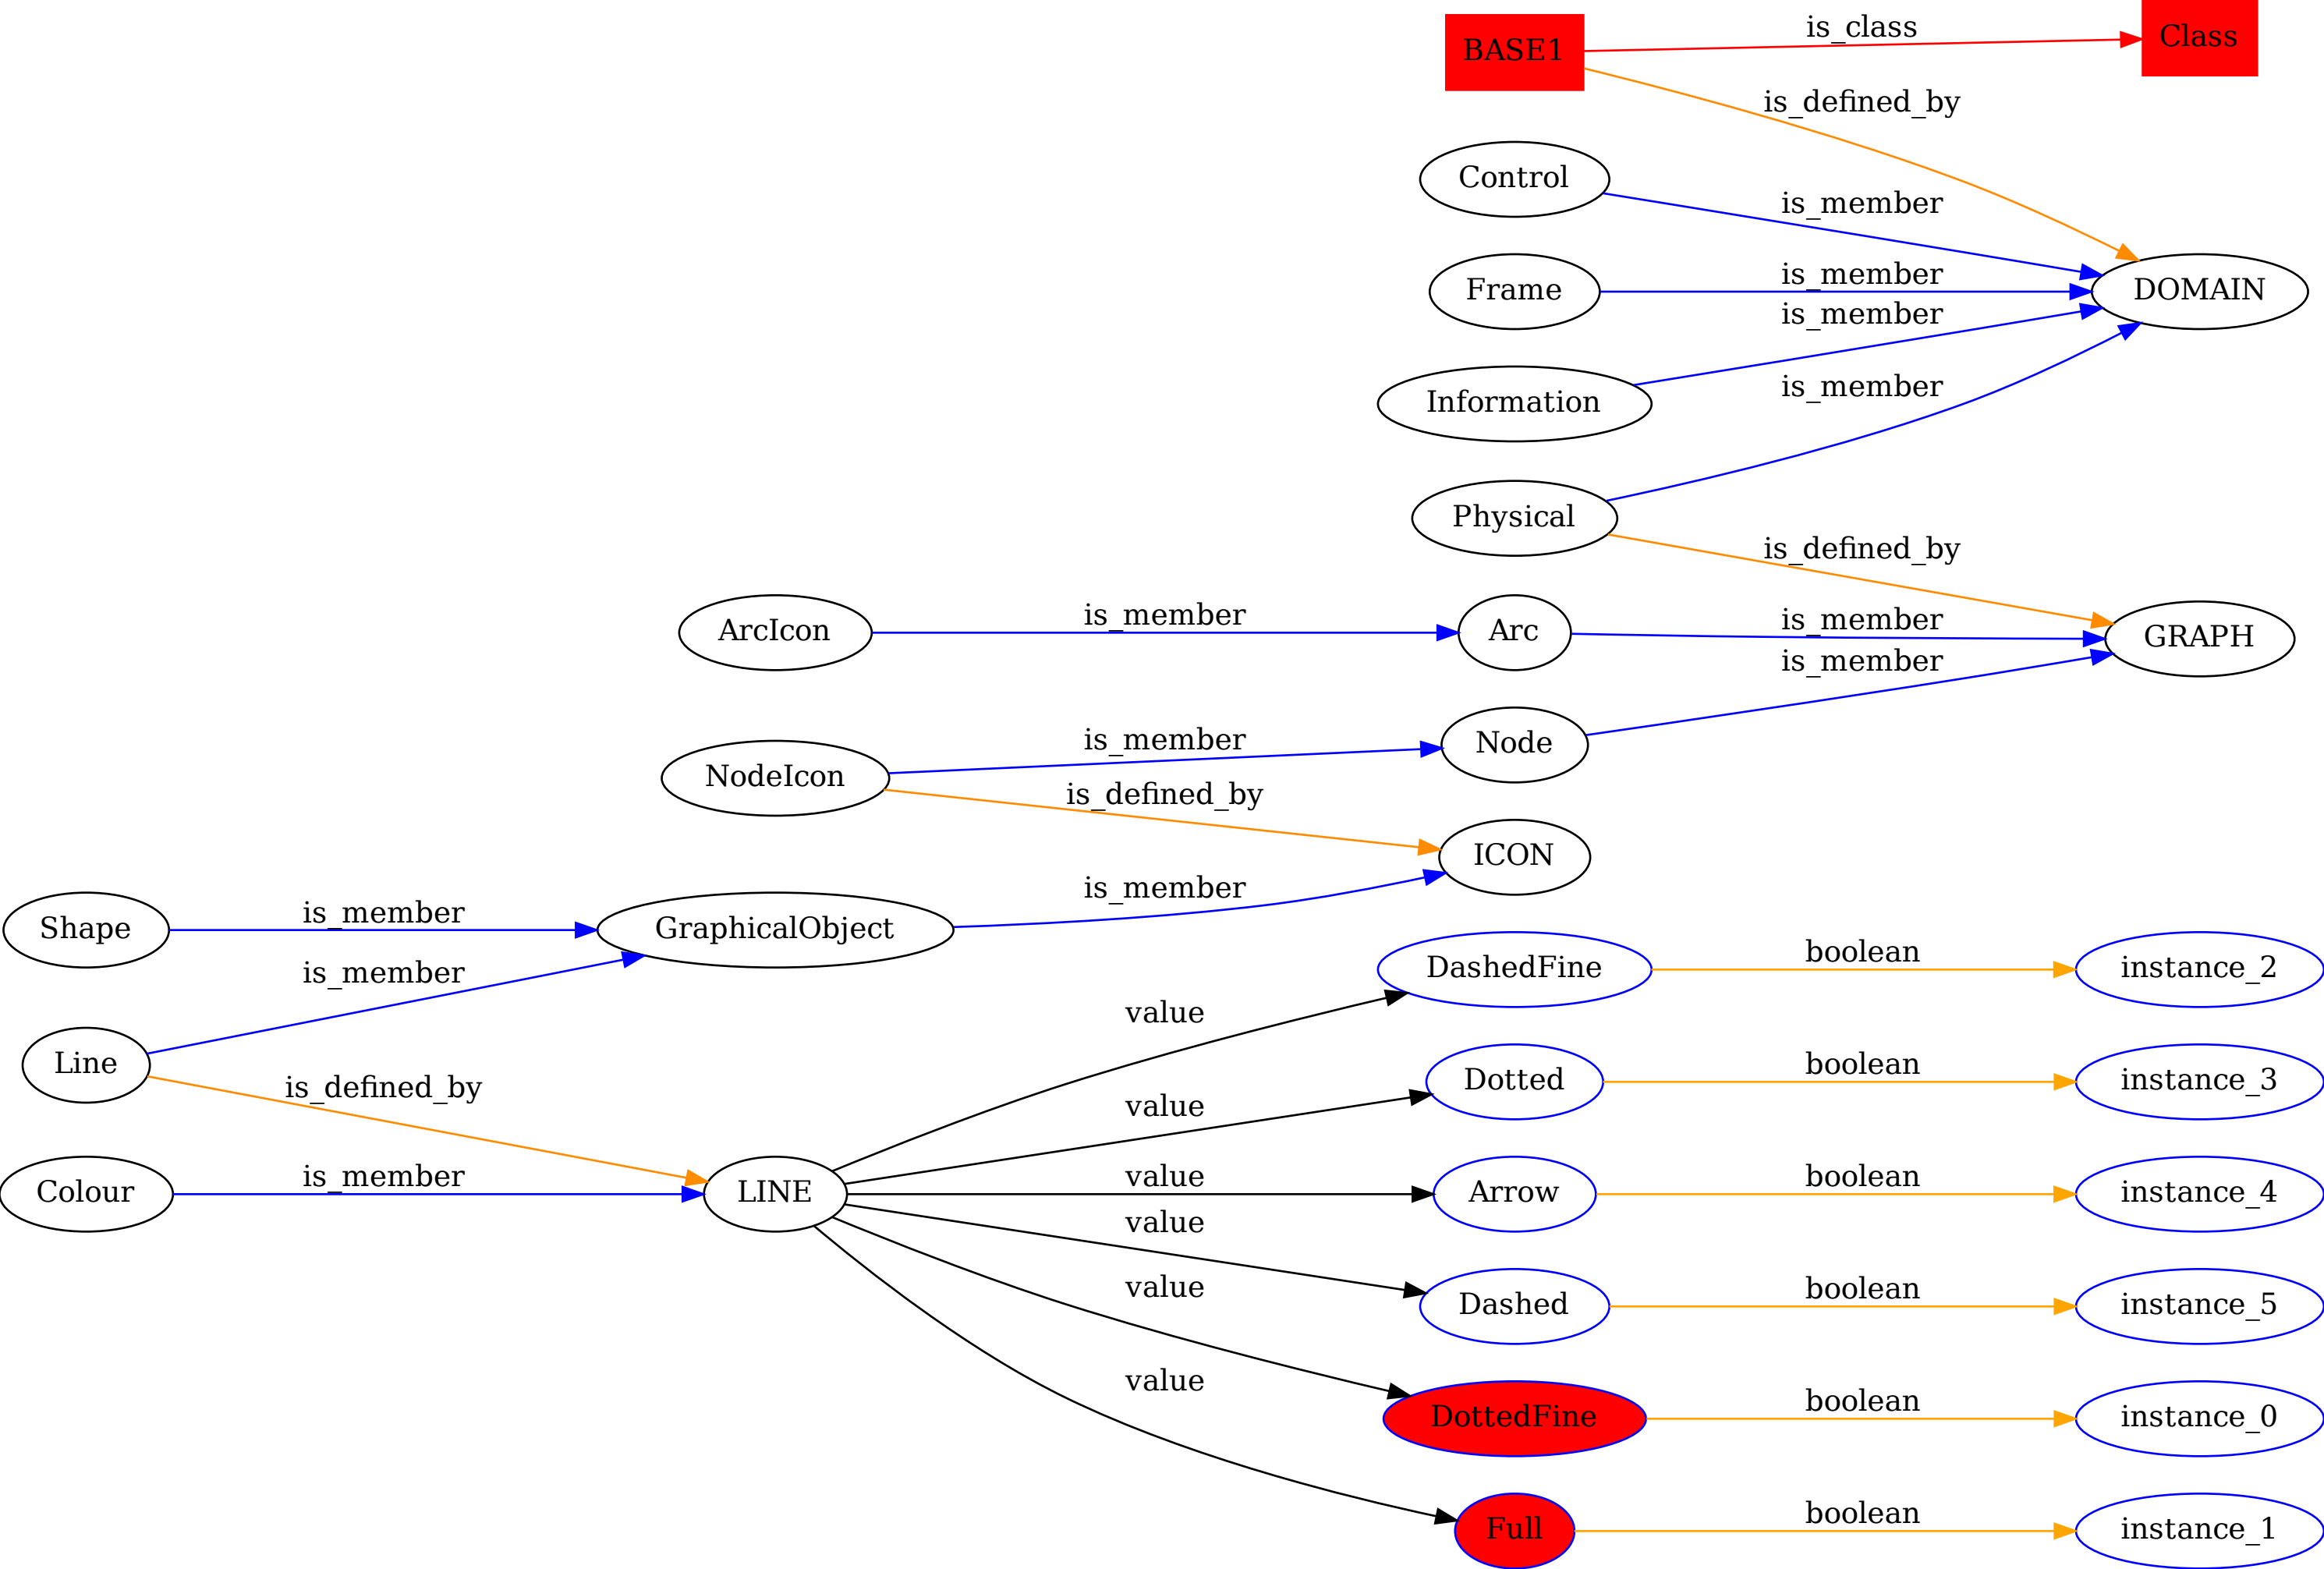 BASE1
is_class
Class
is_defined_by
Control
is_member
DOMAIN
Frame
is_member
is_member
Information
is_member
Physical
is_defined_by
ArcIcon
is_member
Arc
is_member
GRAPH
is_member
NodeIcon
is_member
Node
is_defined_by
ICON
is_member
Shape
is_member
GraphicalObject
is_member
Line
is_defined_by
DashedFine
boolean
instance_2
value
Dotted
boolean
instance_3
value
Colour
is_member
LINE
value
Arrow
boolean
instance_4
value
Dashed
boolean
instance_5
value
DottedFine
boolean
instance_0
value
Full
boolean
instance_1